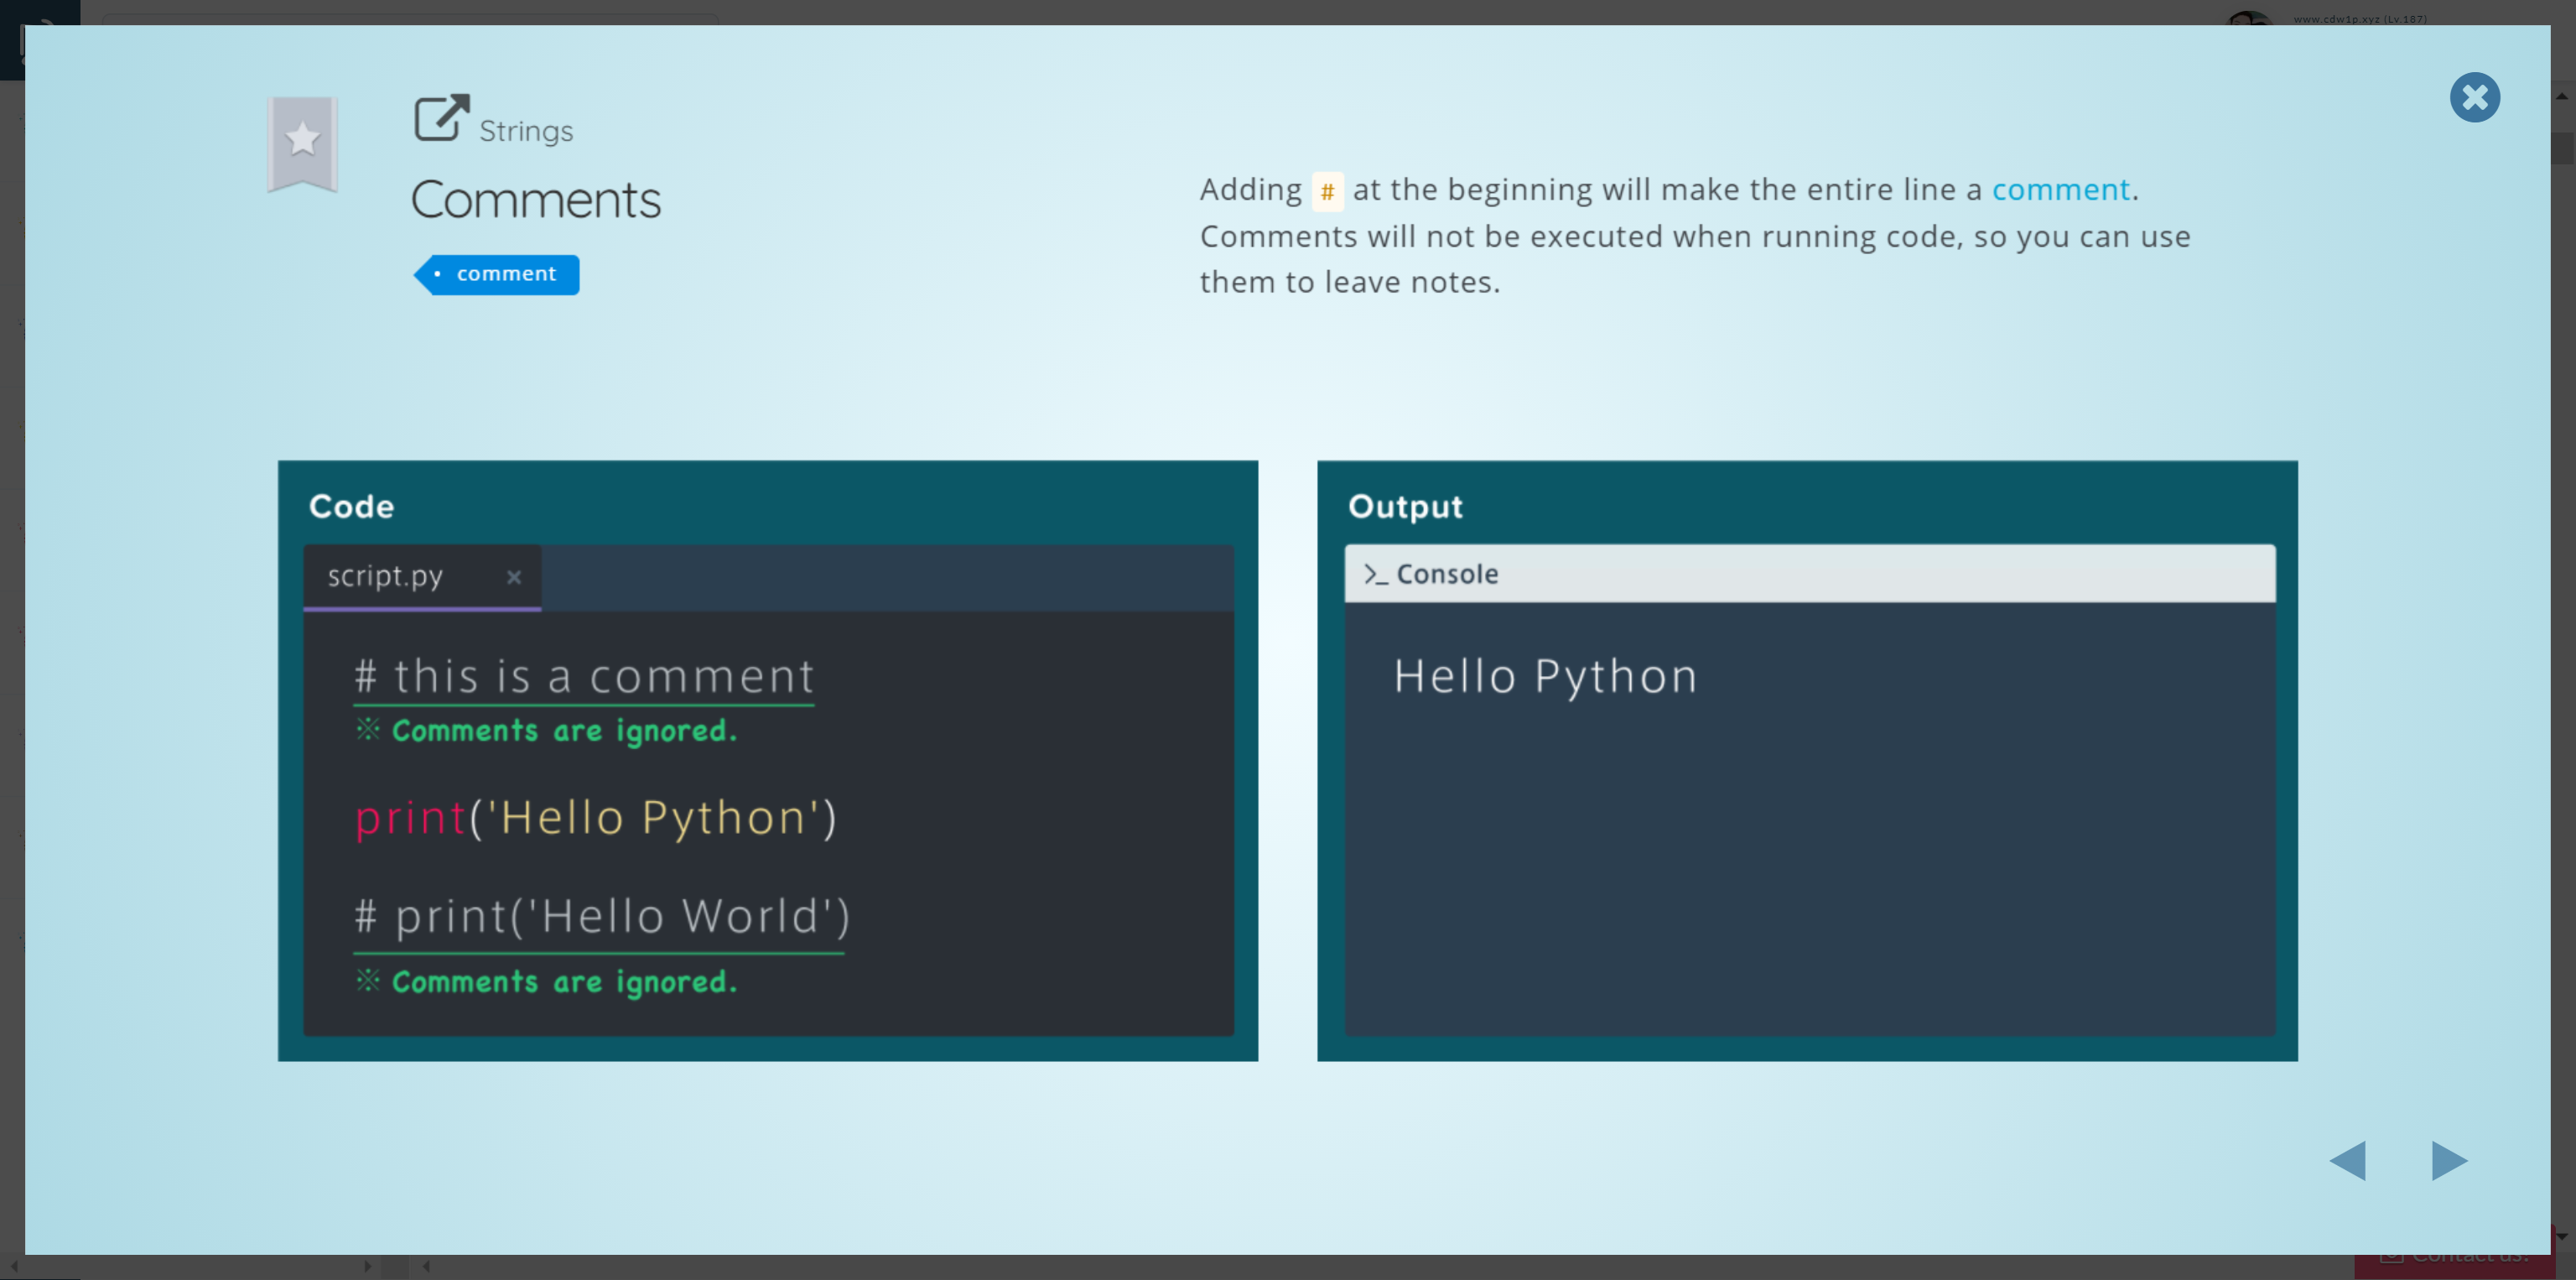 www.cdw1p.xyz (Lv.187)
Strings
Comments
comment
Adding # at the beginning will make the entire line a comment.
Comments will not be executed when running code, so you can use
them to leave notes.
Code
script.py
# this is a comment
※ Comments are ignored.
print('Hello Python')
# print('Hello World')
※ Comments are ignored.
Output
>_ Console
Hello Python
Contact us!